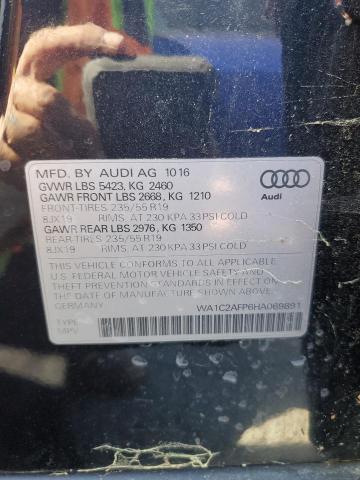 MFD. BY AUDI AG 10 16
GVWR LBS 5423, KG 2460
GAWR FRONT LBS 2668, KG 1210
FRONT-TIRES 235/55 R19
8JX19 RIMS, AT 230 KPA 33 PSI COLD
GAWR REAR LBS 2976, KG 1350
REAR-TIRES 235/55 R19
8JX19 RIMS, AT 230 KPA 33 PSI COLD
Audi
THIS VEHICLE CONFORMS TO ALL APPLICABLE
U.S. FEDERAL MOTOR VEHICLE SAFETY AND
THEFT PREVENTION STANDARDS IN EFFECT ON
THE DATE OF MANUFACTURE SHOWN ABOVE.
GERMANY
WA1C2AFP6HA069891
TYPE:
MPV